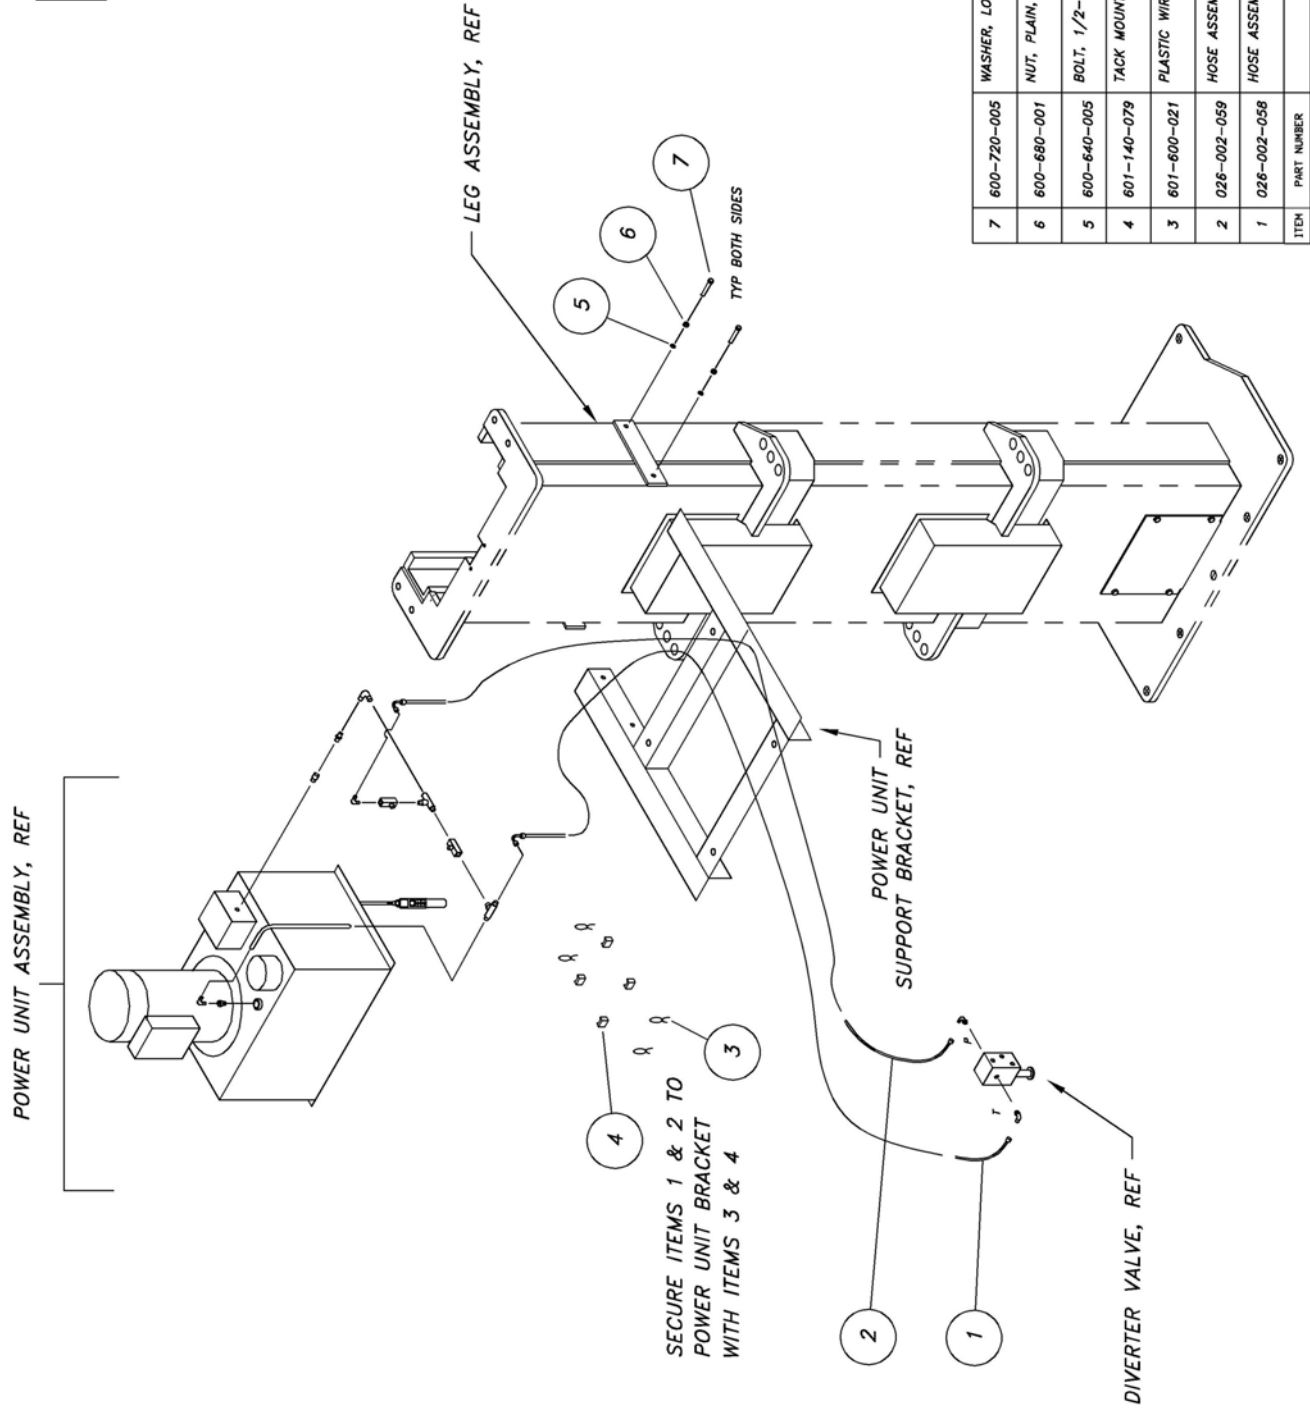 POWER UNIT ASSEMBLY, REF
LEG ASSEMBLY, REF
7
6
5
TYP BOTH SIDES
POWER UNIT
SUPPORT BRACKET, REF
4
3
SECURE ITEMS 1 & 2 TO
POWER UNIT BRACKET
WITH ITEMS 3 & 4
P
T
2
1
DIVERTER VALVE, REF
7 600-720-005 WASHER, LO
6 600-680-001 NUT, PLAIN,
5 600-640-005 BOLT, 1/2-
4 601-140-079 TACK MOUNT
3 601-600-021 PLASTIC WIR
2 026-002-059 HOSE ASSEM
1 026-002-058 HOSE ASSEM
ITEM PART NUMBER